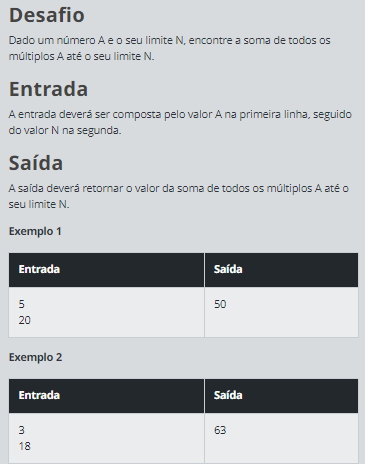 Desafio
Dado um número A e o seu limite N, encontre a soma de todos os
múltiplos A até o seu limite N.
Entrada
A entrada deverá ser composta pelo valor A na primeira linha, seguido
do valor N na segunda.
Saída
A saída deverá retornar o valor da soma de todos os múltiplos A até o
seu limite N.
Exemplo 1
Entrada Saída
5 50
20
Exemplo 2
Entrada Saída
3 63
18